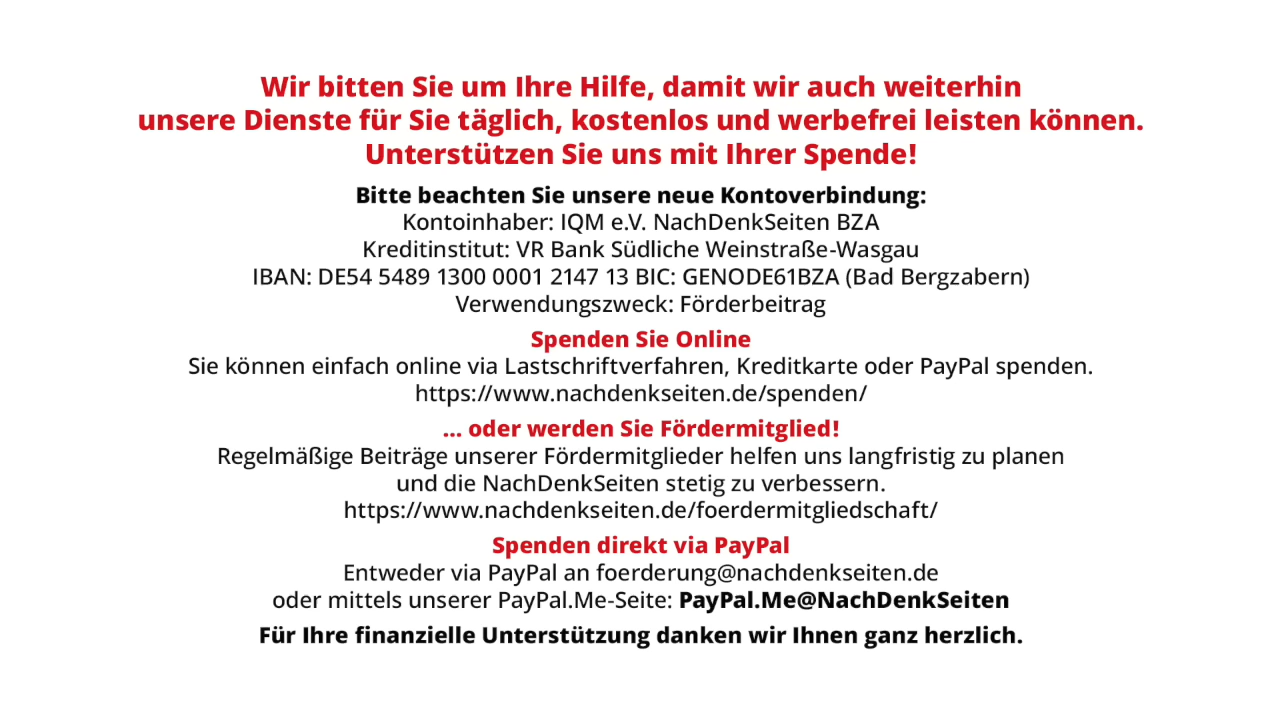 Wir bitten Sie um Ihre Hilfe, damit wir auch weiterhin
unsere Dienste für Sie täglich, kostenlos und werbefrei leisten können.
Unterstützen Sie uns mit Ihrer Spende!
Bitte beachten Sie unsere neue Kontoverbindung:
Kontoinhaber: IQM e.V. NachDenkSeiten BZA
Kreditinstitut: VR Bank Südliche Weinstraße-Wasgau
IBAN: DE54 5489 1300 0001 2147 13 BIC: GENODE61BZA (Bad Bergzabern)
Verwendungszweck: Förderbeitrag
Spenden Sie Online
Sie können einfach online via Lastschriftverfahren, Kreditkarte oder PayPal spenden.
https://www.nachdenkseiten.de/spenden/
... oder werden Sie Fördermitglied!
Regelmäßige Beiträge unserer Fördermitglieder helfen uns langfristig zu planen
und die NachDenkSeiten stetig zu verbessern.
https://www.nachdenkseiten.de/foerdermitgliedschaft/
Spenden direkt via PayPal
Entweder via PayPal an foerderung@nachdenkseiten.de
oder mittels unserer PayPal.Me-Seite: PayPal.Me@NachDenkSeiten
Für Ihre finanzielle Unterstützung danken wir Ihnen ganz herzlich.